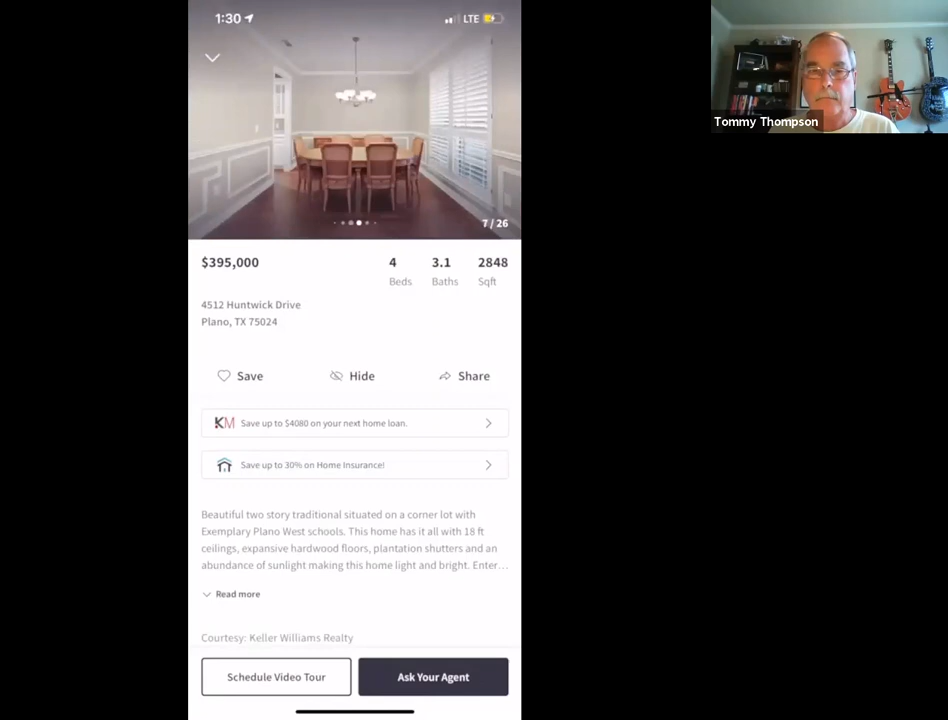 1:30
LTE
Tommy Thompson
7 / 26
$395,000
4 3.1 2848
Beds Baths Sqft
4512 Huntwick Drive
Plano, TX 75024
Save Hide Share
KM Save up to $4080 on your next home loan.
Save up to 30% on Home Insurance!
Beautiful two story traditional situated on a corner lot with
Exemplary Plano West schools. This home has it all with 18 ft
ceilings, expansive hardwood floors, plantation shutters and an
abundance of sunlight making this home light and bright. Enter...
Read more
Courtesy: Keller Williams Realty
Schedule Video Tour Ask Your Agent